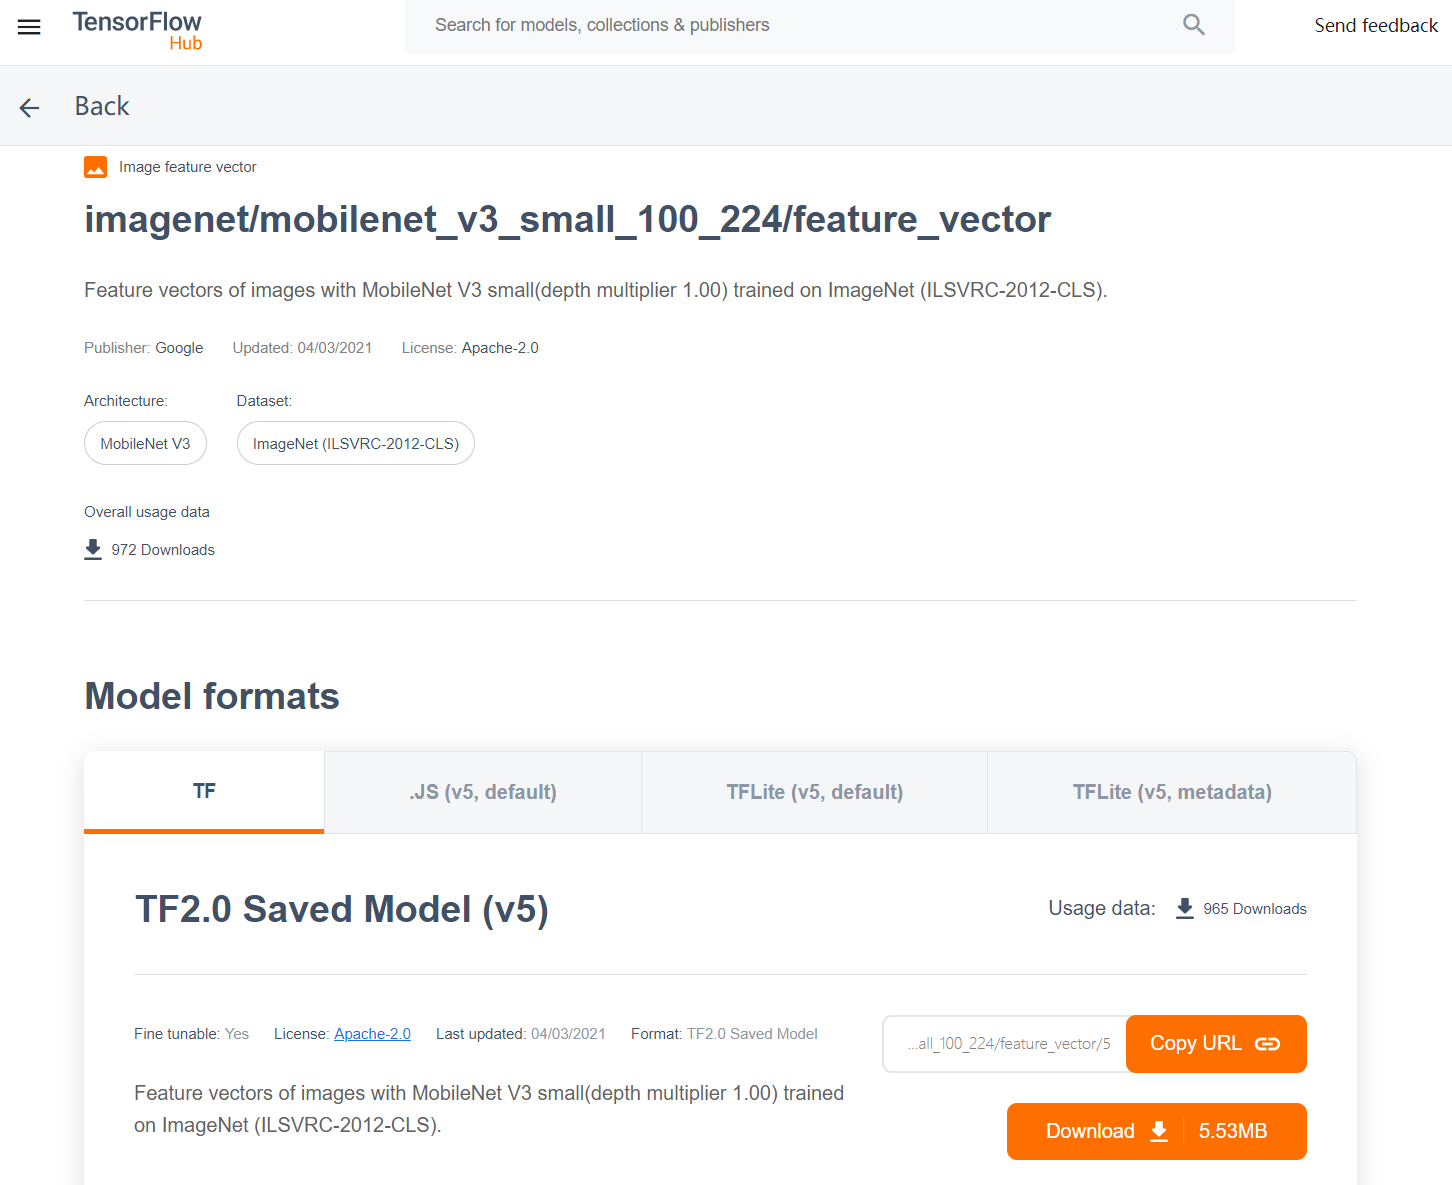 TensorFlow
Hub
Search for models, collections & publishers
Send feedback
Back
Image feature vector
imagenet/mobilenet_v3_small_100_224/feature_vector
Feature vectors of images with MobileNet V3 small(depth multiplier 1.00) trained on ImageNet (ILSVRC-2012-CLS).
Publisher: Google Updated: 04/03/2021 License: Apache-2.0
Architecture: Dataset:
MobileNet V3 ImageNet (ILSVRC-2012-CLS)
Overall usage data
972 Downloads
Model formats
TF .JS (v5, default) TFLite (v5, default) TFLite (v5, metadata)
TF2.0 Saved Model (v5)
Usage data: 965 Downloads
Fine tunable: Yes License: Apache-2.0 Last updated: 04/03/2021 Format: TF2.0 Saved Model
...all_100_224/feature_vector/5 Copy URL
Feature vectors of images with MobileNet V3 small(depth multiplier 1.00) trained
on ImageNet (ILSVRC-2012-CLS).
Download 5.53MB